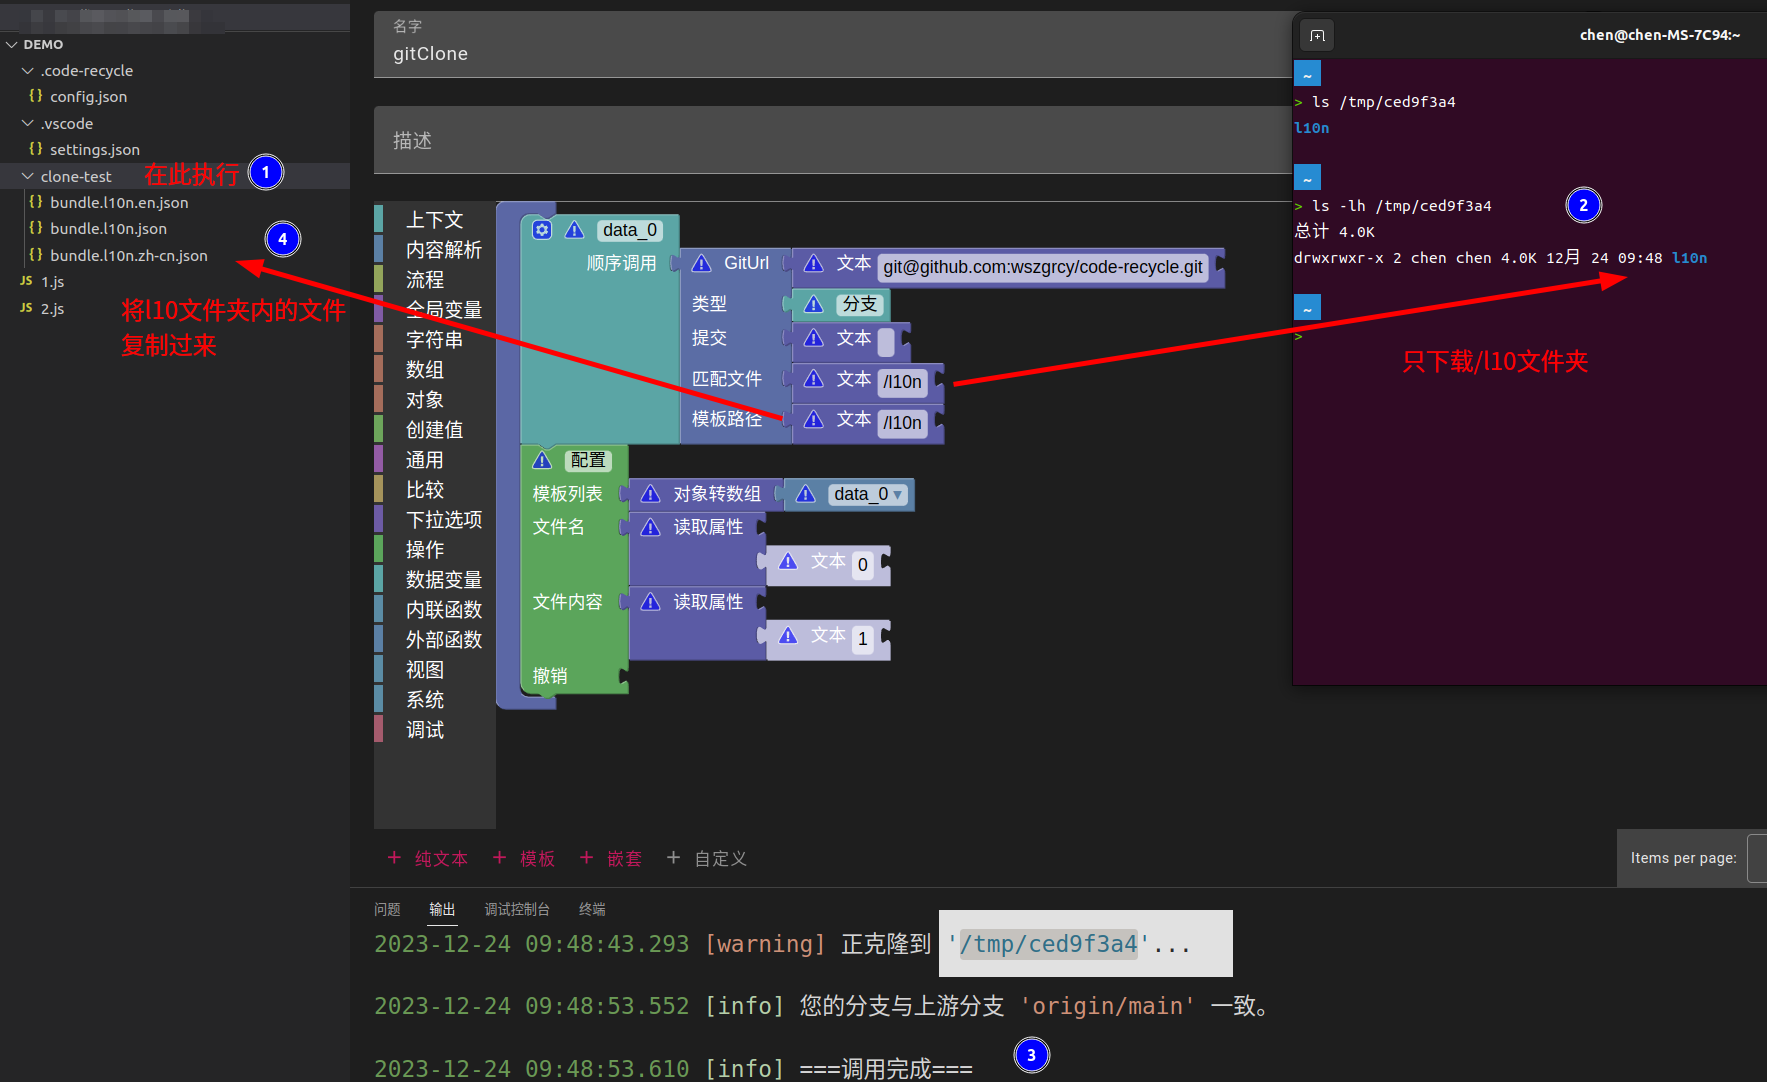 DEMO
.code-recycle
{} config.json
.vscode
{} settings.json
clone-test
在此执行
1
{} bundle.l10n.en.json
{} bundle.l10n.json
4
{} bundle.l10n.zh-cn.json
JS 1.js
JS 2.js
将l10文件夹内的文件
复制过来
名字
gitClone
描述
上下文
内容解析
流程
全局变量
字符串
数组
对象
创建值
通用
比较
下拉选项
操作
数据变量
内联函数
外部函数
视图
系统
调试
data_0
顺序调用
GitUrl
文本 git@github.com:wszgrcy/code-recycle.git
类型
分支
提交
文本
匹配文件
文本 /l10n
模板路径
文本 /l10n
配置
模板列表
对象转数组
data_0
文件名
读取属性
文本 0
文件内容
读取属性
文本 1
撤销
chen@chen-MS-7C94:~
~
> ls /tmp/ced9f3a4
l10n
~
> ls -lh /tmp/ced9f3a4
2
总计 4.0K
drwxrwxr-x 2 chen chen 4.0K 12月 24 09:48 l10n
~
>
只下载/l10文件夹
+ 纯文本 + 模板 + 嵌套 + 自定义
Items per page:
问题 输出 调试控制台 终端
2023-12-24 09:48:43.293 [warning] 正克隆到 '/tmp/ced9f3a4'...
2023-12-24 09:48:53.552 [info] 您的分支与上游分支 'origin/main' 一致。
2023-12-24 09:48:53.610 [info] ===调用完成===
3